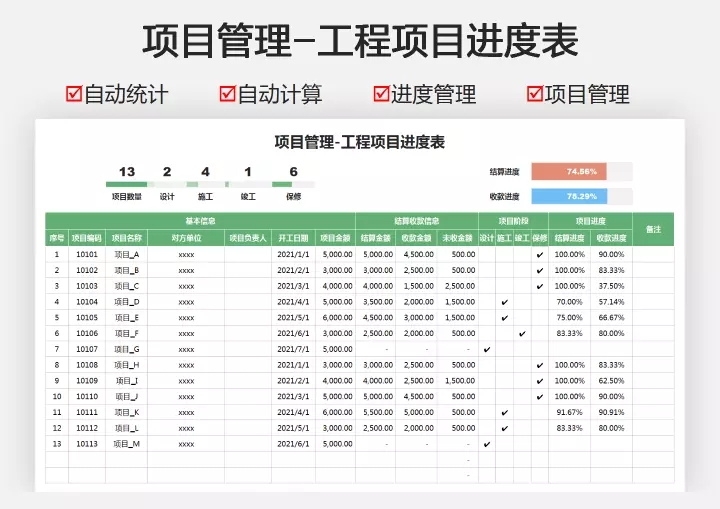 项目管理-工程项目进度表
☑自动统计 ☑自动计算 ☑进度管理 ☑项目管理
项目管理-工程项目进度表
13 2 4 1 6
项目数量 设计 施工 竣工 保修
结算进度 74.56%
收款进度 78.29%
基本信息 结算收款信息 项目阶段 项目进度 备注
序号 项目编码 项目名称 对方单位 项目负责人 开工日期 项目金额 结算金额 收款金额 未收金额 设计 施工 竣工 保修 结算进度 收款进度
1 10101 项目_A xxxx 2021/1/1 5,000.00 5,000.00 4,500.00 500.00 ✔ 100.00% 90.00%
2 10102 项目_B xxxx 2021/2/1 3,000.00 3,000.00 2,500.00 500.00 ✔ 100.00% 83.33%
3 10103 项目_C xxxx 2021/3/1 4,000.00 4,000.00 1,500.00 2,500.00 ✔ 100.00% 37.50%
4 10104 项目_D xxxx 2021/4/1 5,000.00 3,500.00 2,000.00 1,500.00 ✔ 70.00% 57.14%
5 10105 项目_E xxxx 2021/5/1 6,000.00 4,500.00 3,000.00 1,500.00 ✔ 75.00% 66.67%
6 10106 项目_F xxxx 2021/6/1 3,000.00 2,500.00 2,000.00 500.00 ✔ 83.33% 80.00%
7 10107 项目_G xxxx 2021/7/1 5,000.00 - - - ✔
8 10108 项目_H xxxx 2021/1/1 3,000.00 3,000.00 2,500.00 500.00 ✔ 100.00% 83.33%
9 10109 项目_I xxxx 2021/2/1 4,000.00 4,000.00 2,500.00 1,500.00 ✔ 100.00% 62.50%
10 10110 项目_J xxxx 2021/3/1 5,000.00 5,000.00 4,500.00 500.00 ✔ 100.00% 90.00%
11 10111 项目_K xxxx 2021/4/1 6,000.00 5,500.00 5,000.00 500.00 ✔ 91.67% 90.91%
12 10112 项目_L xxxx 2021/5/1 3,000.00 2,500.00 2,000.00 500.00 ✔ 83.33% 80.00%
13 10113 项目_M xxxx 2021/6/1 5,000.00 - - - ✔
-
-